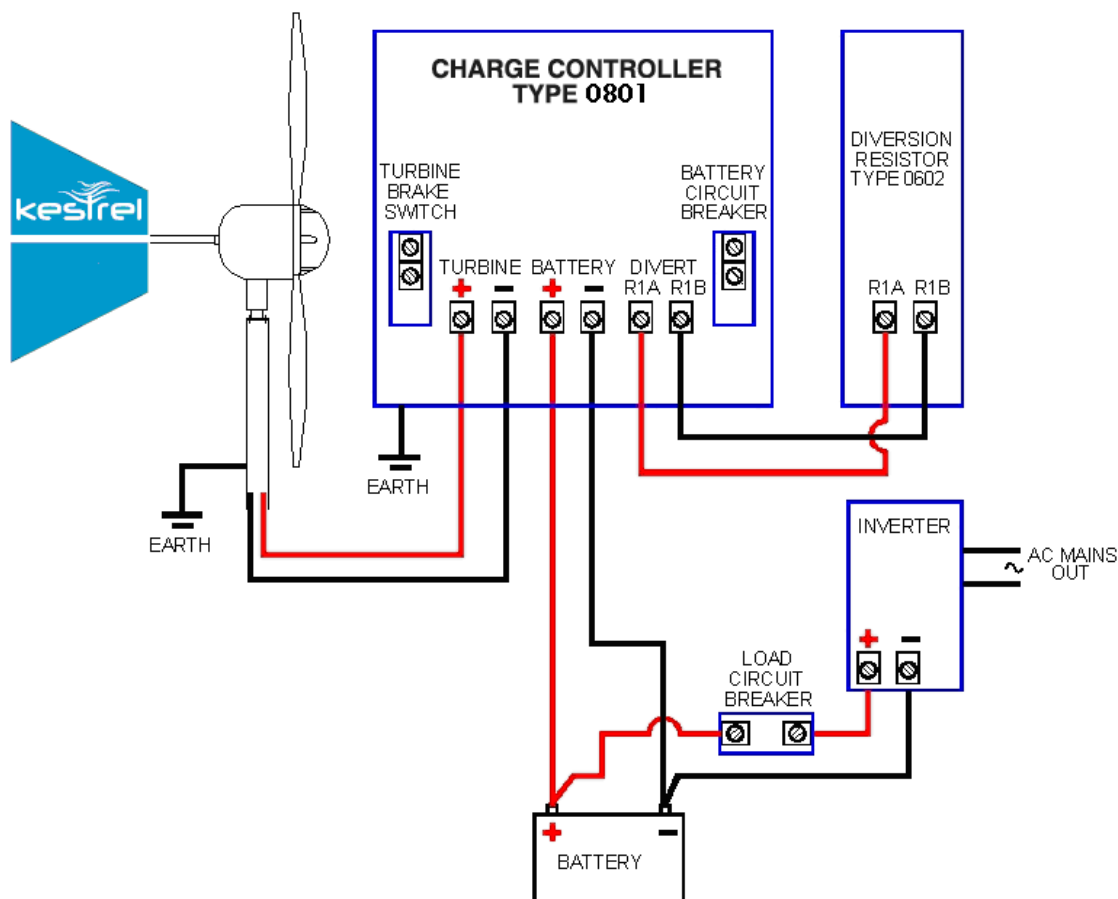 kestrel
CHARGE CONTROLLER
TYPE 0801
TURBINE
BRAKE
SWITCH
BATTERY
CIRCUIT
BREAKER
TURBINE
+ −
BATTERY
+ −
DIVERT
R1A R1B
DIVERSION
RESISTOR
TYPE 0602
R1A R1B
EARTH
EARTH
INVERTER
+ −
AC MAINS
~ OUT
LOAD
CIRCUIT
BREAKER
+ −
BATTERY